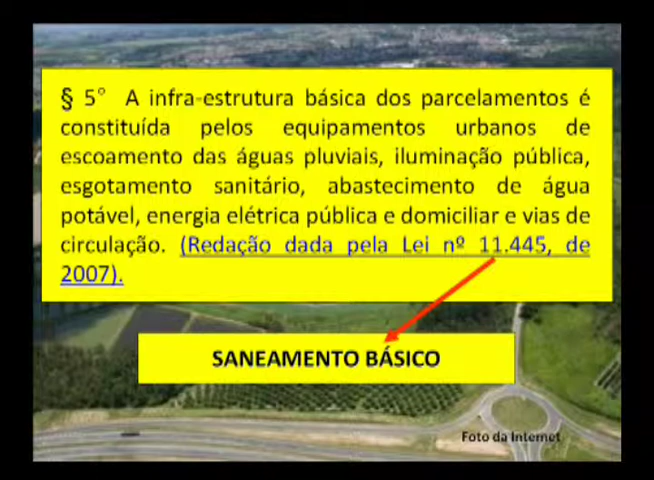 § 5° A infra-estrutura básica dos parcelamentos é
constituída pelos equipamentos urbanos de
escoamento das águas pluviais, iluminação pública,
esgotamento sanitário, abastecimento de água
potável, energia elétrica pública e domiciliar e vias de
circulação. (Redação dada pela Lei nº 11.445, de
2007).
SANEAMENTO BÁSICO
Foto da Internet